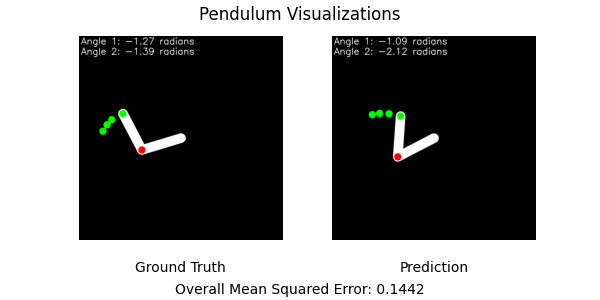 Pendulum Visualizations
Angle 1: −1.27 radians
Angle 2: −1.39 radians
Angle 1: −1.09 radians
Angle 2: −2.12 radians
Ground Truth
Prediction
Overall Mean Squared Error: 0.1442